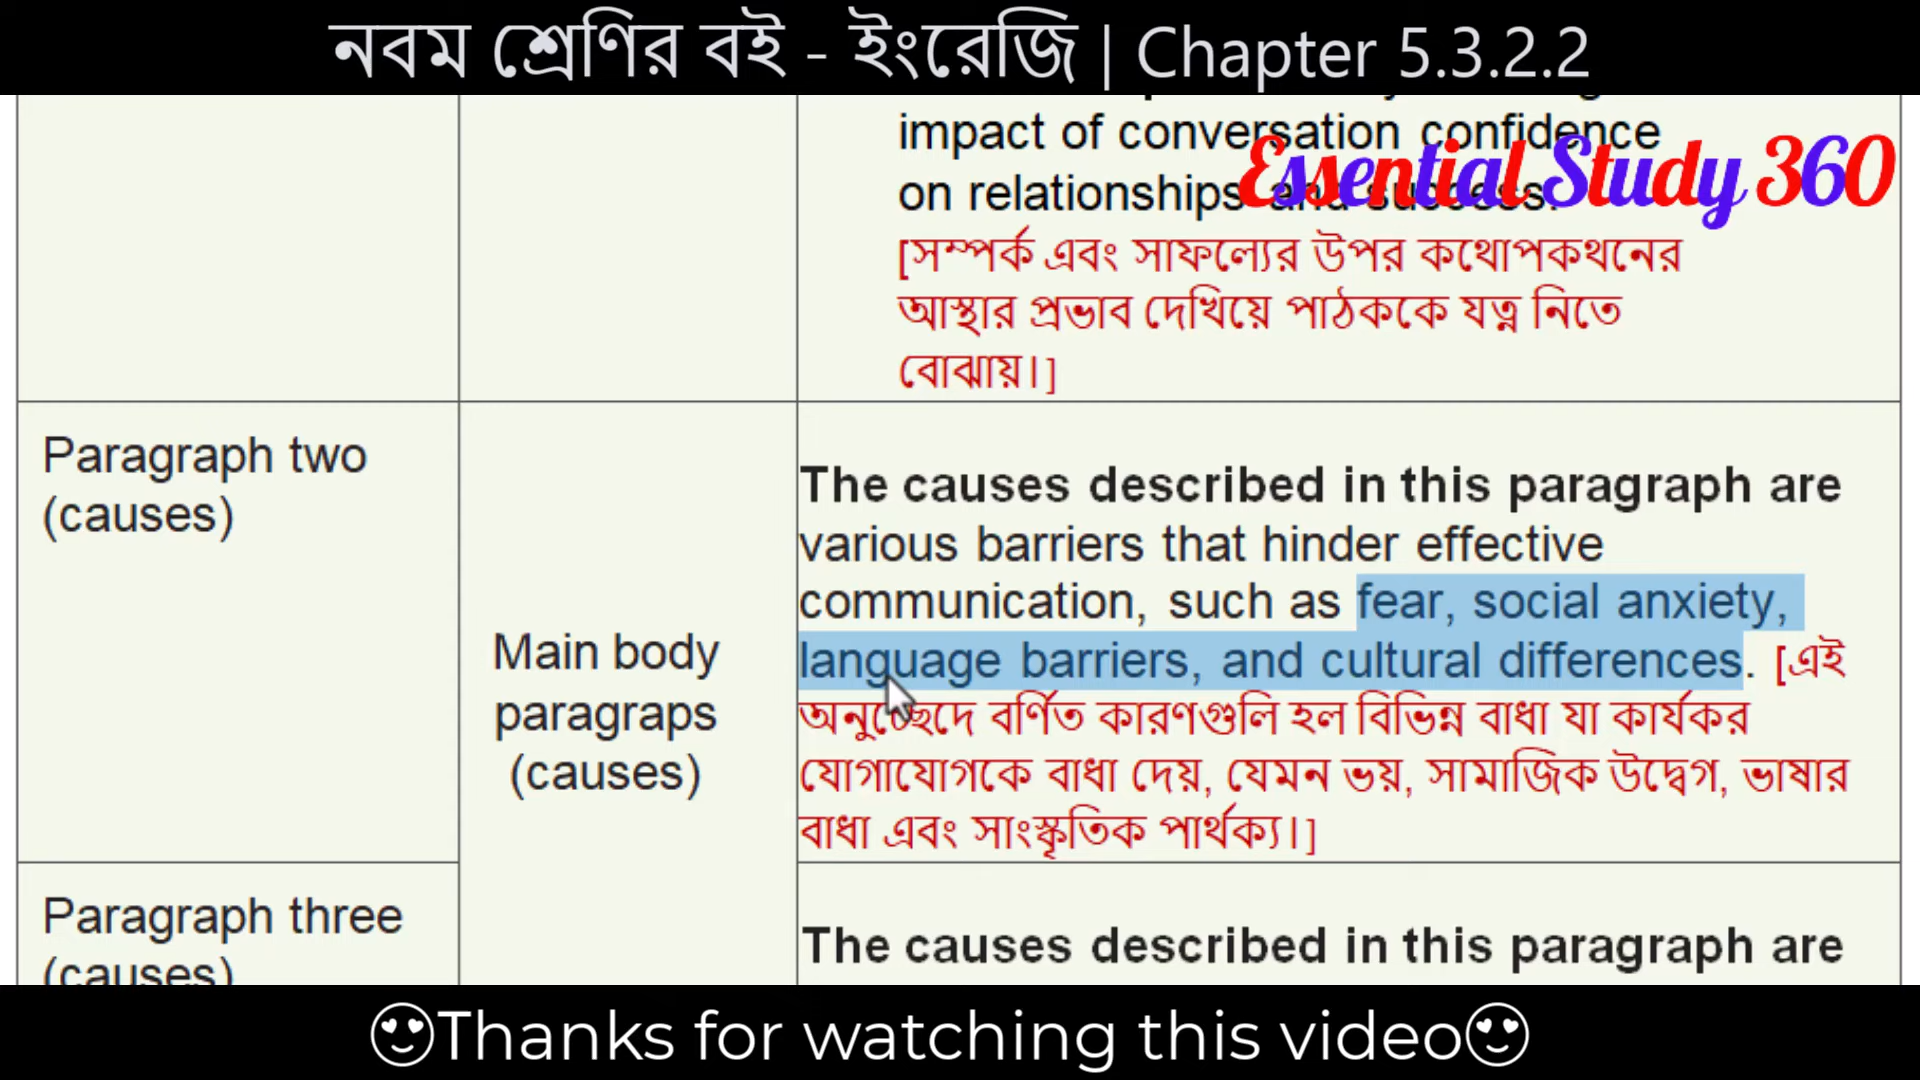 নবম শ্রেণির বই - ইংরেজি | Chapter 5.3.2.2
impact of conversation confidence
on relationships and success.
Essential Study 360
[সম্পর্ক এবং সাফল্যের উপর কথোপকথনের
আস্থার প্রভাব দেখিয়ে পাঠককে যত্ন নিতে
বোঝায়।]
Paragraph two
(causes)
Main body
paragraps
(causes)
The causes described in this paragraph are
various barriers that hinder effective
communication, such as fear, social anxiety,
language barriers, and cultural differences. [এই
অনুচ্ছেদে বর্ণিত কারণগুলি হল বিভিন্ন বাধা যা কার্যকর
যোগাযোগকে বাধা দেয়, যেমন ভয়, সামাজিক উদ্বেগ, ভাষার
বাধা এবং সাংস্কৃতিক পার্থক্য।]
Paragraph three
(causes)
The causes described in this paragraph are
Thanks for watching this video